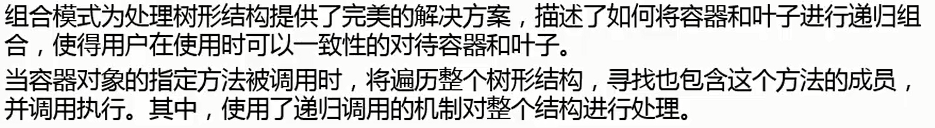 组合模式为处理树形结构提供了完美的解决方案，描述了如何将容器和叶子进行递归组
合，使得用户在使用时可以一致性的对待容器和叶子。
当容器对象的指定方法被调用时，将遍历整个树形结构，寻找也包含这个方法的成员，
并调用执行。其中，使用了递归调用的机制对整个结构进行处理。